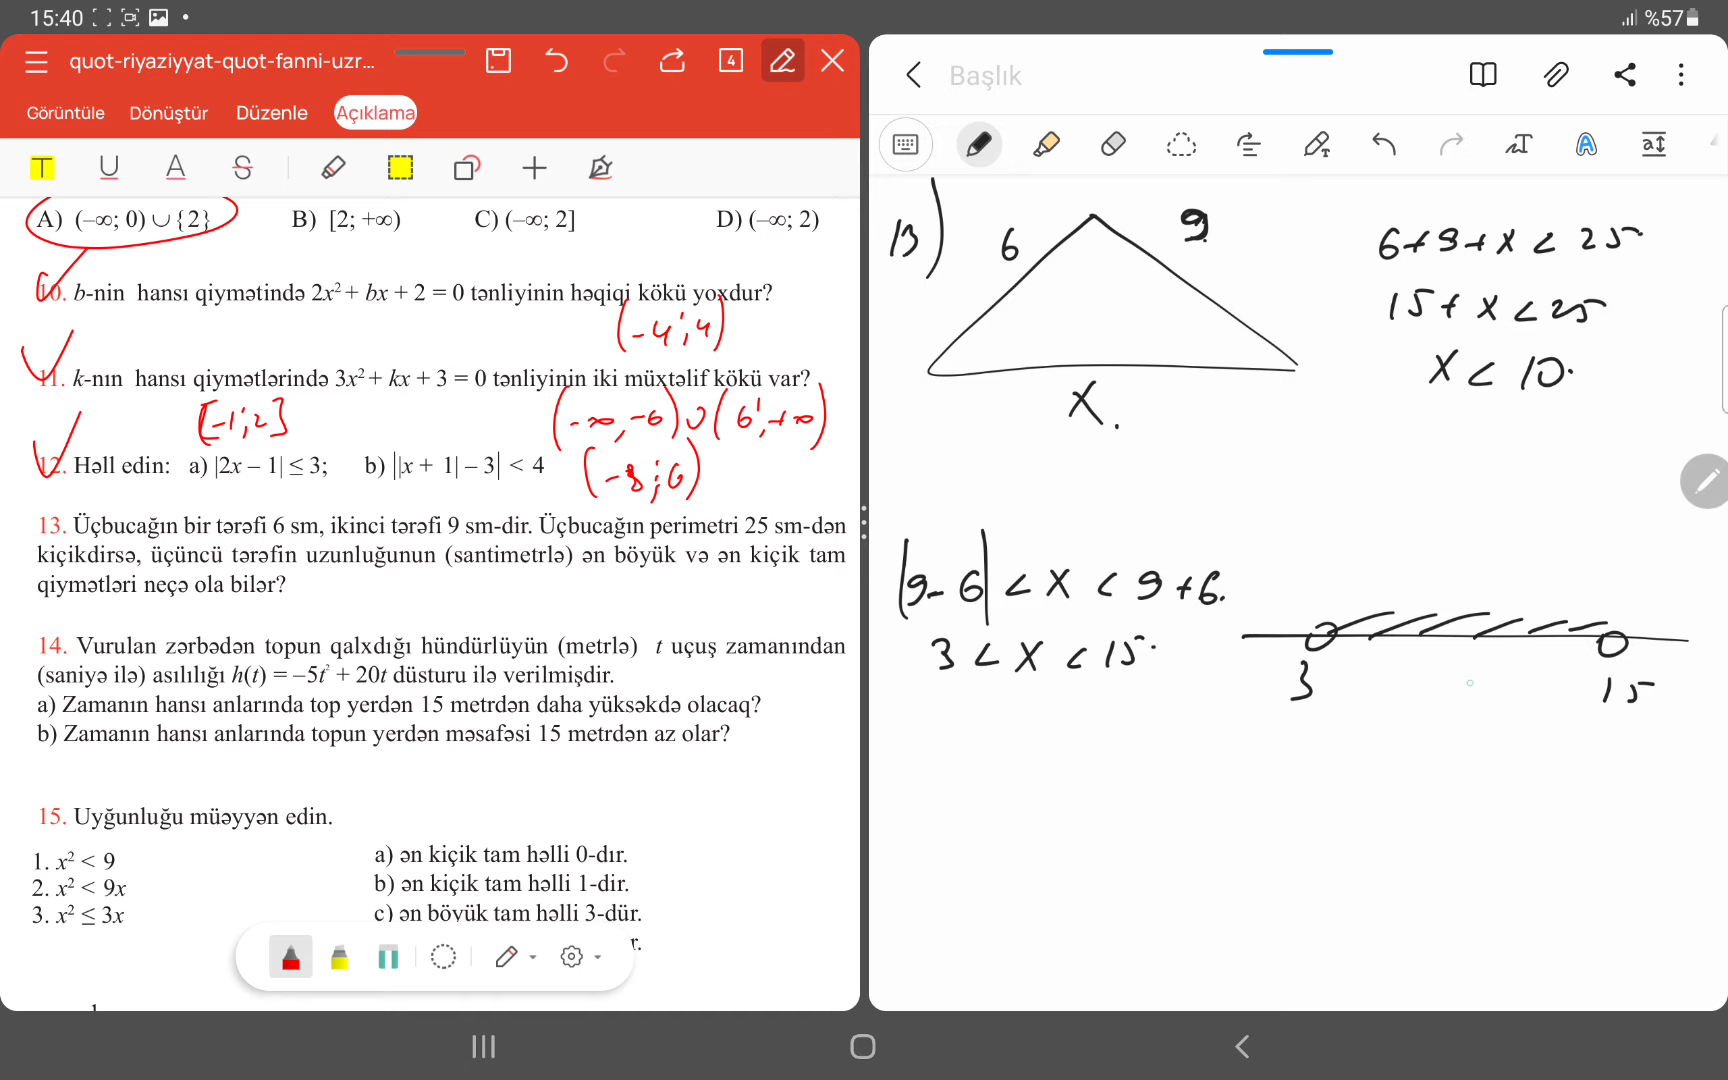 15:40
%57
quot-riyaziyyat-quot-fanni-uzr...
4
Görüntüle Dönüştür Düzenle Açıklama
T U A S
A) (–∞; 0) ∪ {2} B) [2; +∞) C) (–∞; 2] D) (–∞; 2)
10. b-nin hansı qiymətində 2x² + bx + 2 = 0 tənliyinin həqiqi kökü yoxdur?
(-4; 4)
11. k-nın hansı qiymətlərində 3x² + kx + 3 = 0 tənliyinin iki müxtəlif kökü var?
[-1; 2] (-∞, -6) ∪ (6; +∞)
12. Həll edin: a) |2x – 1| ≤ 3; b) ||x + 1| – 3| < 4
(-8; 6)
13. Üçbucağın bir tərəfi 6 sm, ikinci tərəfi 9 sm-dir. Üçbucağın perimetri 25 sm-dən
kiçikdirsə, üçüncü tərəfin uzunluğunun (santimetrlə) ən böyük və ən kiçik tam
qiymətləri neçə ola bilər?
14. Vurulan zərbədən topun qalxdığı hündürlüyün (metrlə) t uçuş zamanından
(saniyə ilə) asılılığı h(t) = –5t² + 20t düsturu ilə verilmişdir.
a) Zamanın hansı anlarında top yerdən 15 metrdən daha yüksəkdə olacaq?
b) Zamanın hansı anlarında topun yerdən məsafəsi 15 metrdən az olar?
15. Uyğunluğu müəyyən edin.
1. x² < 9
2. x² < 9x
3. x² ≤ 3x
a) ən kiçik tam həlli 0-dır.
b) ən kiçik tam həlli 1-dir.
c) ən böyük tam həlli 3-dür.
r.
Başlık
13)
6 9
x.
6+9+x < 25
15+x < 25
x < 10.
|9-6| < x < 9+6.
3 < x < 15.
3 15